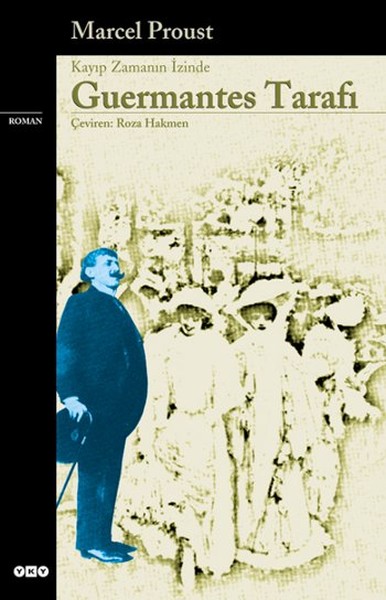 Marcel Proust
Kayıp Zamanın İzinde
Guermantes Tarafı
ROMAN
Çeviren: Roza Hakmen
YKY